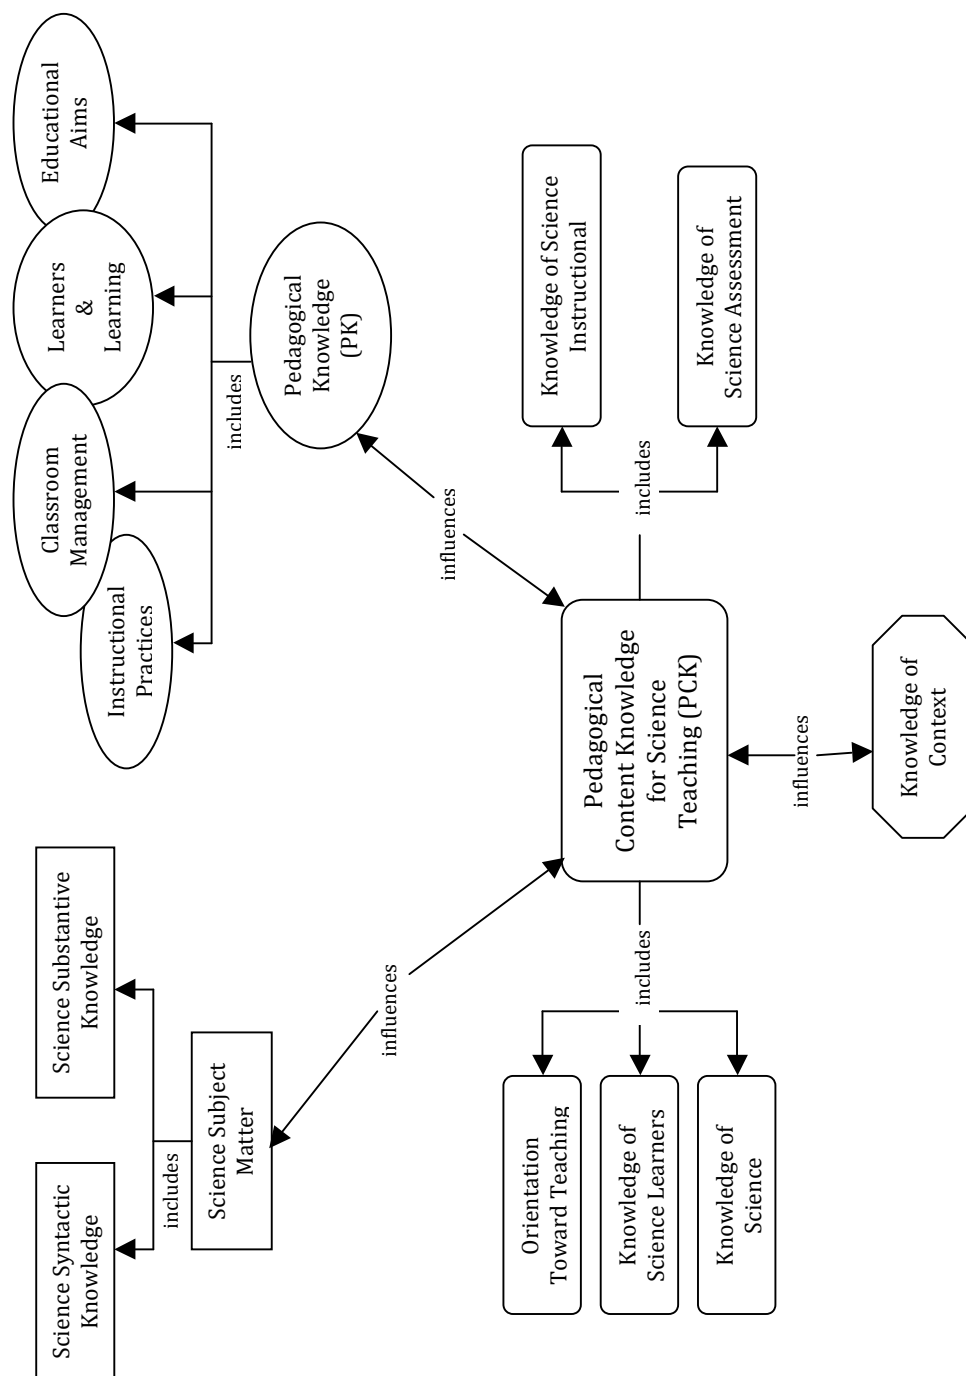 Science Syntactic
Knowledge
Science Substantive
Knowledge
includes
Science Subject
Matter
Instructional
Practices
Classroom
Management
Learners
&
Learning
Educational
Aims
includes
Pedagogical
Knowledge
(PK)
influences
influences
Orientation
Toward Teaching
Knowledge of
Science Learners
Knowledge of
Science
includes
Pedagogical
Content Knowledge
for Science
Teaching (PCK)
includes
Knowledge of Science
Instructional
Knowledge of
Science Assessment
influences
Knowledge of
Context